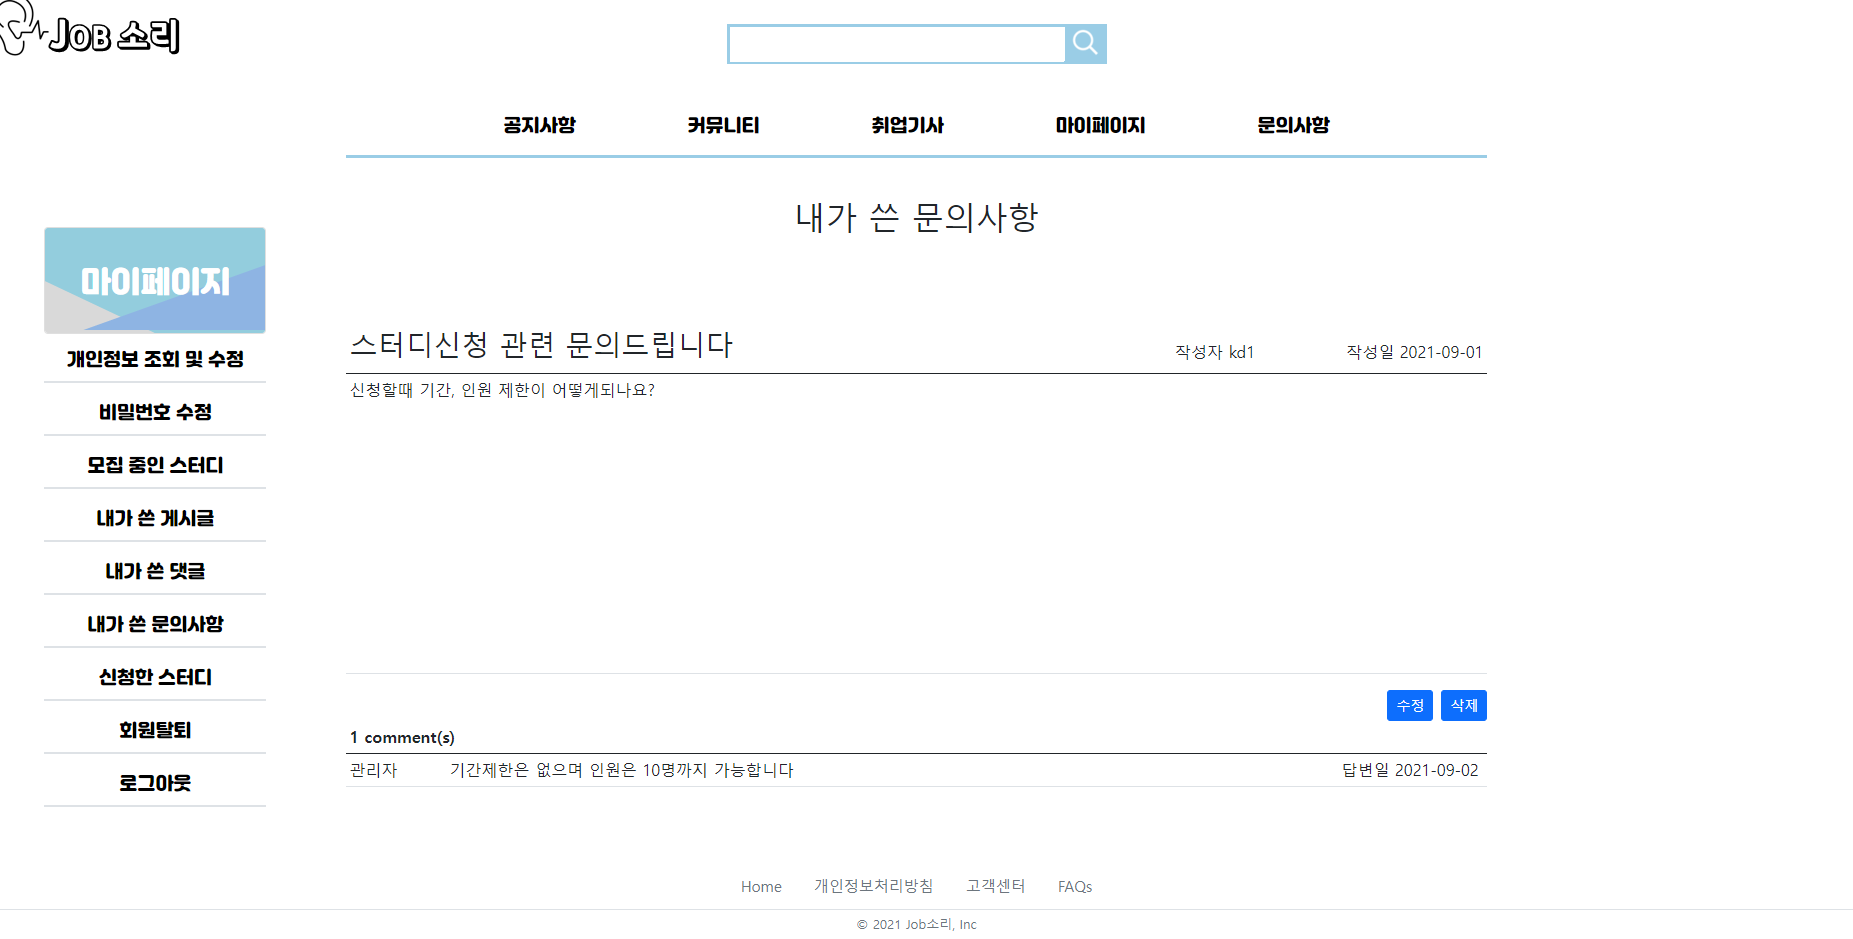 JOB 소리
공지사항 커뮤니티 취업기사 마이페이지 문의사항
내가 쓴 문의사항
마이페이지
개인정보 조회 및 수정
비밀번호 수정
모집 중인 스터디
내가 쓴 게시글
내가 쓴 댓글
내가 쓴 문의사항
신청한 스터디
회원탈퇴
로그아웃
스터디신청 관련 문의드립니다 작성자 kd1 작성일 2021-09-01
신청할때 기간, 인원 제한이 어떻게되나요?
수정 삭제
1 comment(s)
관리자 기간제한은 없으며 인원은 10명까지 가능합니다 답변일 2021-09-02
Home 개인정보처리방침 고객센터 FAQs
© 2021 Job소리, Inc